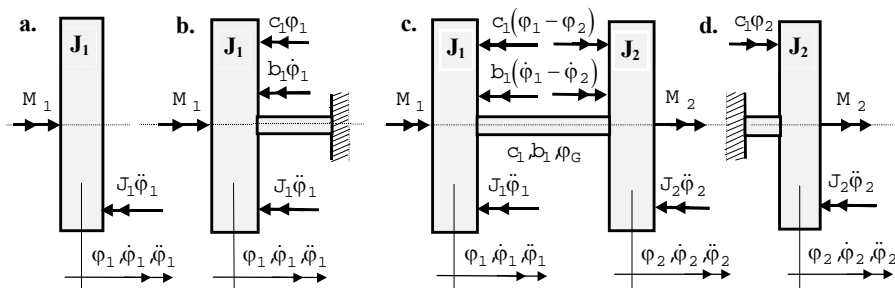 a.
J₁
M₁
J₁φ̈₁
φ₁,φ̇₁,φ̈₁
b.
J₁
c₁φ₁
b₁φ̇₁
M₁
J₁φ̈₁
φ₁,φ̇₁,φ̈₁
c.
J₁
c₁(φ₁ − φ₂)
b₁(φ̇₁ − φ̇₂)
J₂
M₁
M₂
c₁,b₁,φ_G
J₁φ̈₁
J₂φ̈₂
φ₁,φ̇₁,φ̈₁
φ₂,φ̇₂,φ̈₂
d.
c₁φ₂
J₂
M₂
J₂φ̈₂
φ₂,φ̇₂,φ̈₂